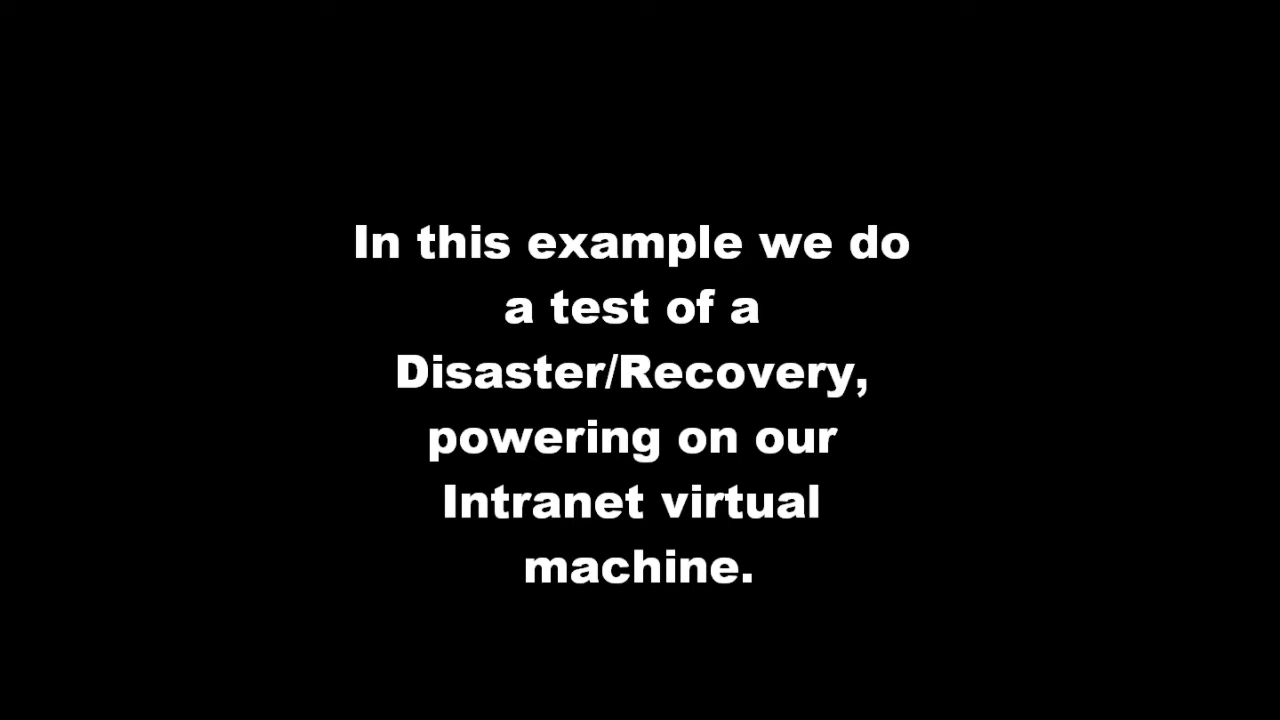 In this example we do
a test of a
Disaster/Recovery,
powering on our
Intranet virtual
machine.